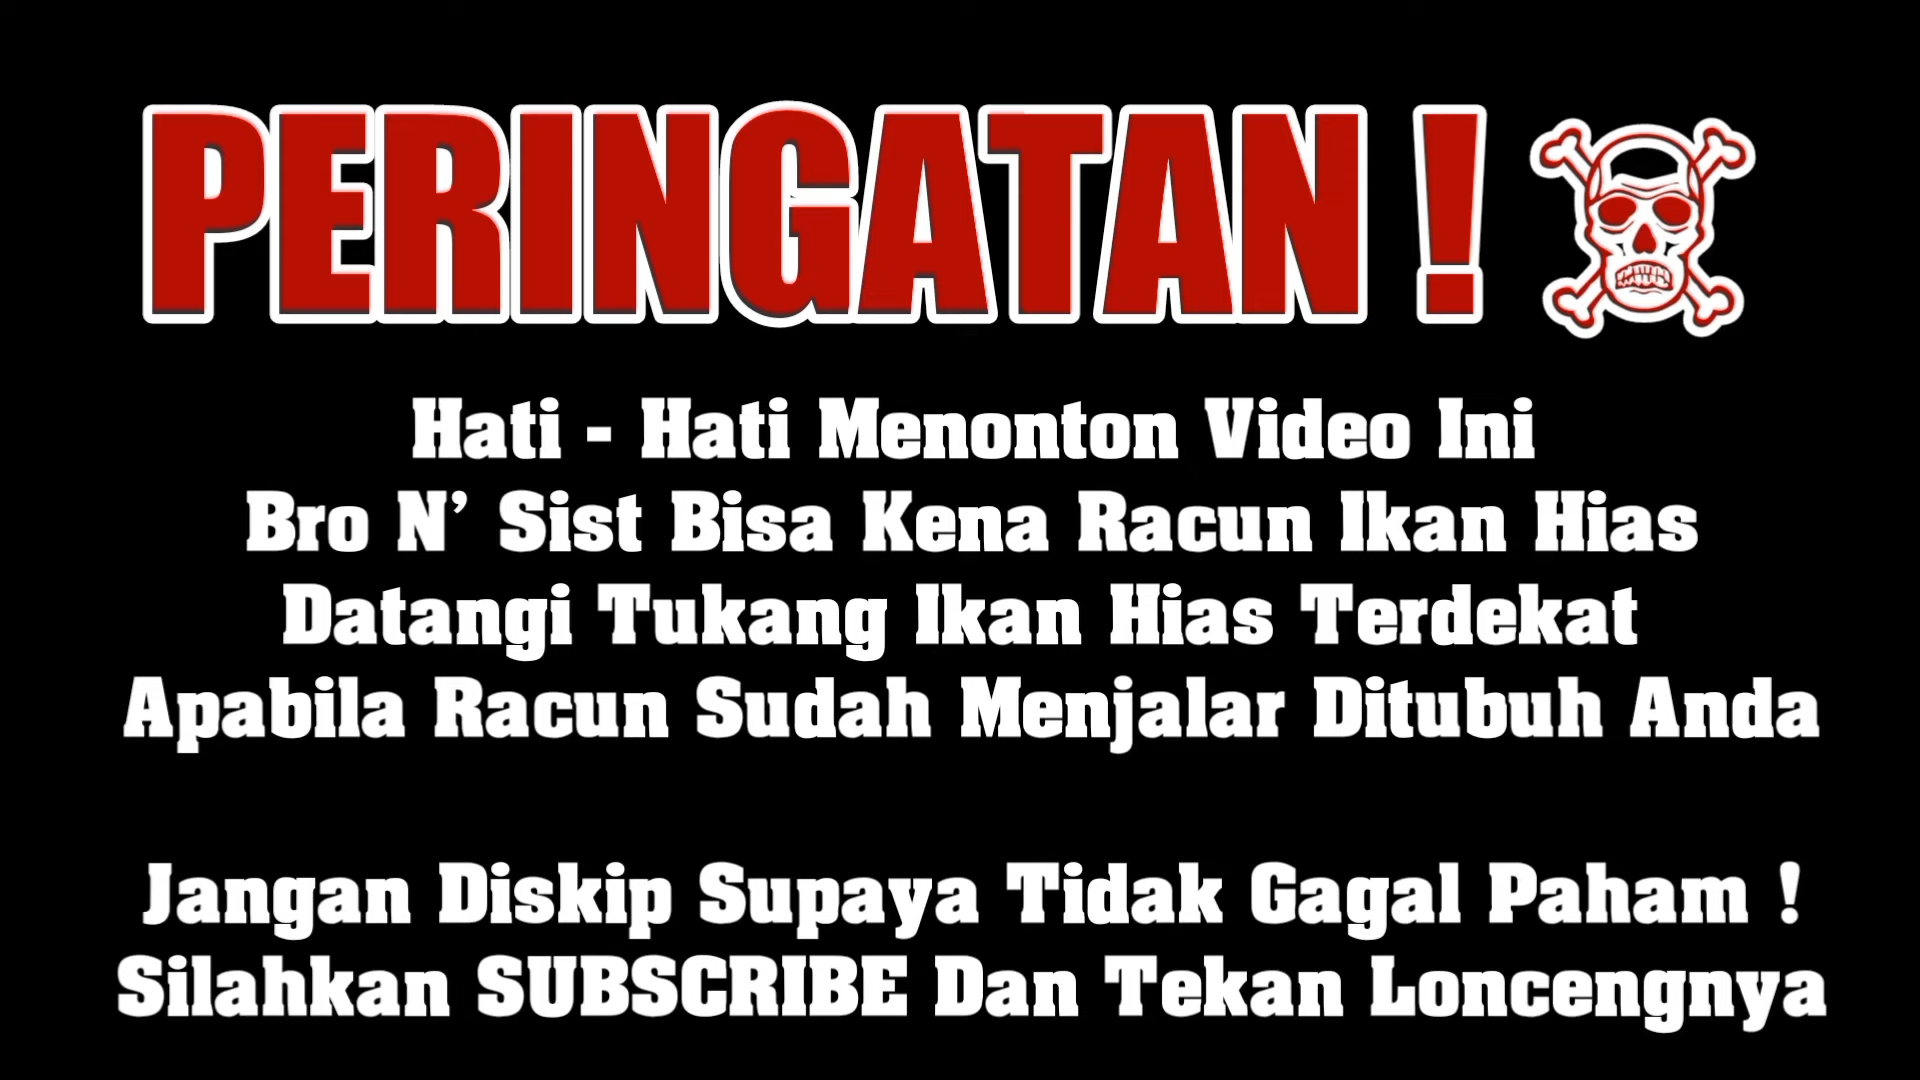 PERINGATAN !
Hati - Hati Menonton Video Ini
Bro N’ Sist Bisa Kena Racun Ikan Hias
Datangi Tukang Ikan Hias Terdekat
Apabila Racun Sudah Menjalar Ditubuh Anda
Jangan Diskip Supaya Tidak Gagal Paham !
Silahkan SUBSCRIBE Dan Tekan Loncengnya